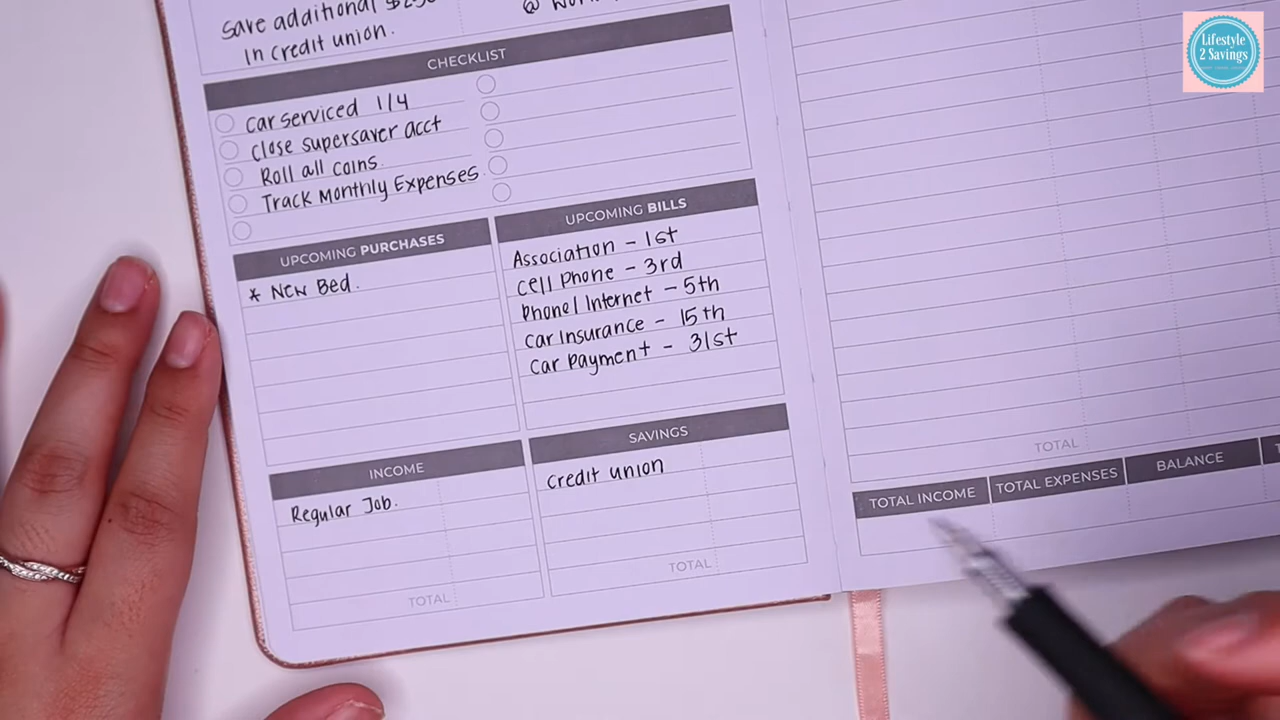 save additional
in credit union.
@
CHECKLIST
car serviced 1/4
close supersaver acct
Roll all coins.
Track Monthly Expenses.
UPCOMING PURCHASES
* New Bed.
UPCOMING BILLS
Association - 1st
Cell Phone - 3rd
Phone/Internet - 5th
Car Insurance - 15th
Car Payment - 31st
INCOME
Regular Job.
TOTAL
SAVINGS
Credit union
TOTAL
TOTAL
TOTAL INCOME
TOTAL EXPENSES
BALANCE
Lifestyle
2 Savings